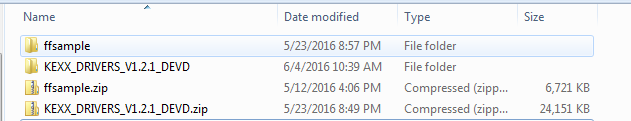 Name Date modified Type Size
ffsample 5/23/2016 8:57 PM File folder
KEXX_DRIVERS_V1.2.1_DEVD 6/4/2016 10:39 AM File folder
ffsample.zip 5/12/2016 4:06 PM Compressed (zipp... 6,721 KB
KEXX_DRIVERS_V1.2.1_DEVD.zip 5/23/2016 8:49 PM Compressed (zipp... 24,151 KB